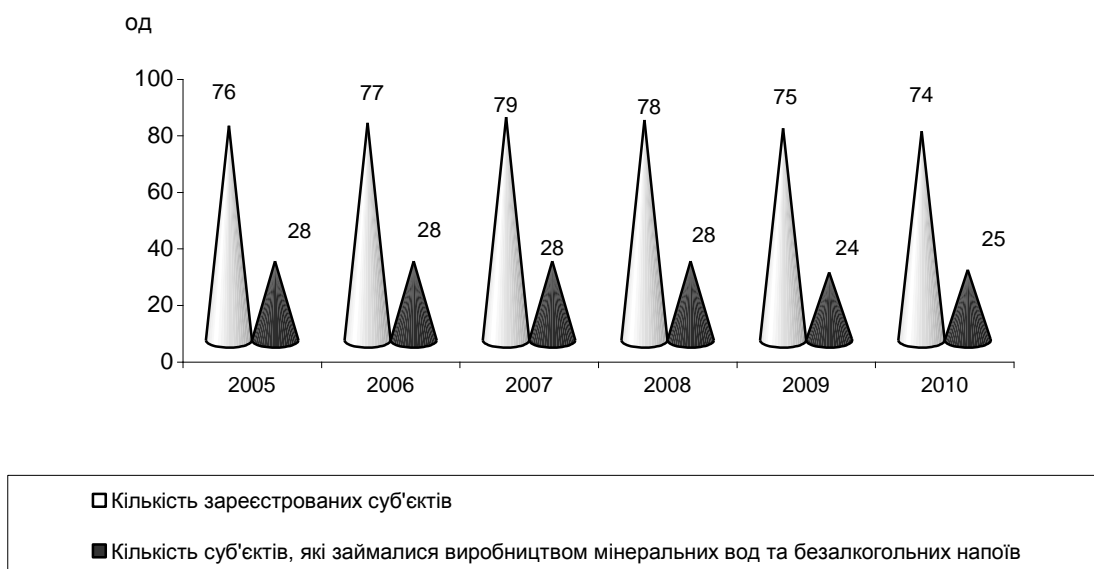 од
100
80
60
40
20
0
76 77 79 78 75 74
28 28 28 28 24 25
2005 2006 2007 2008 2009 2010
Кількість зареєстрованих суб'єктів
Кількість суб'єктів, які займалися виробництвом мінеральних вод та безалкогольних напоїв